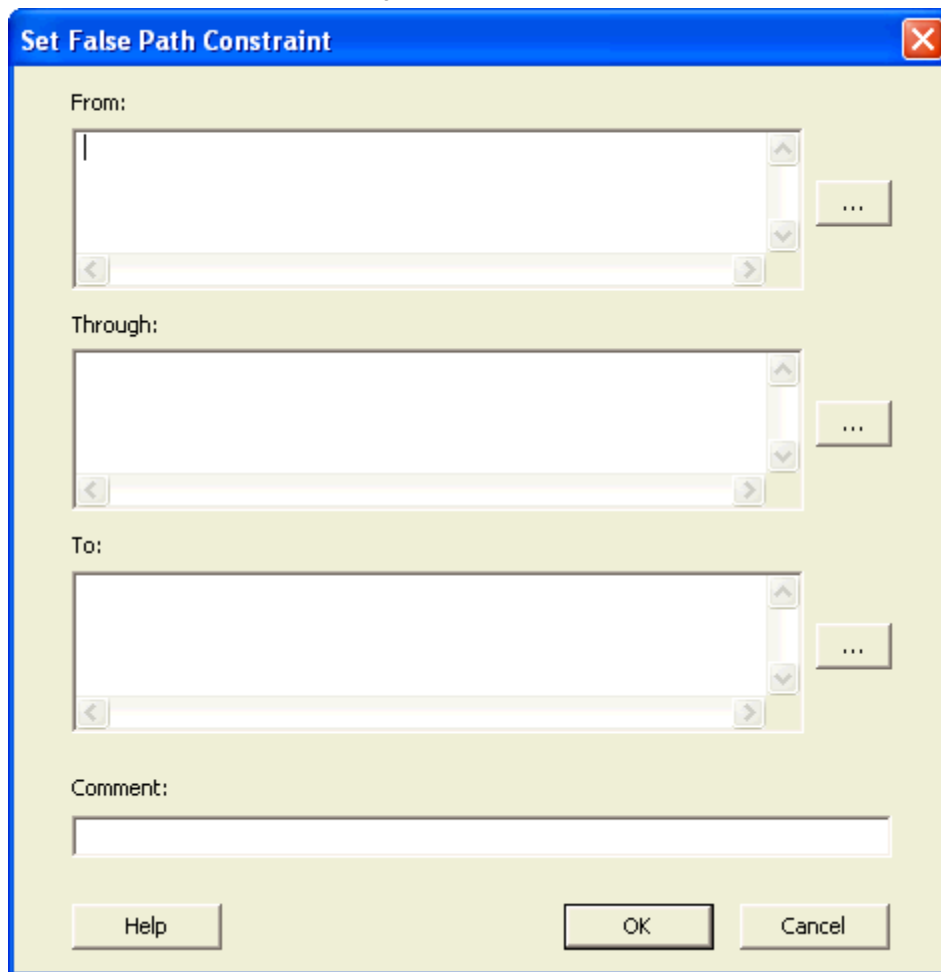 Set False Path Constraint
From:
...
Through:
...
To:
...
Comment:
Help OK Cancel